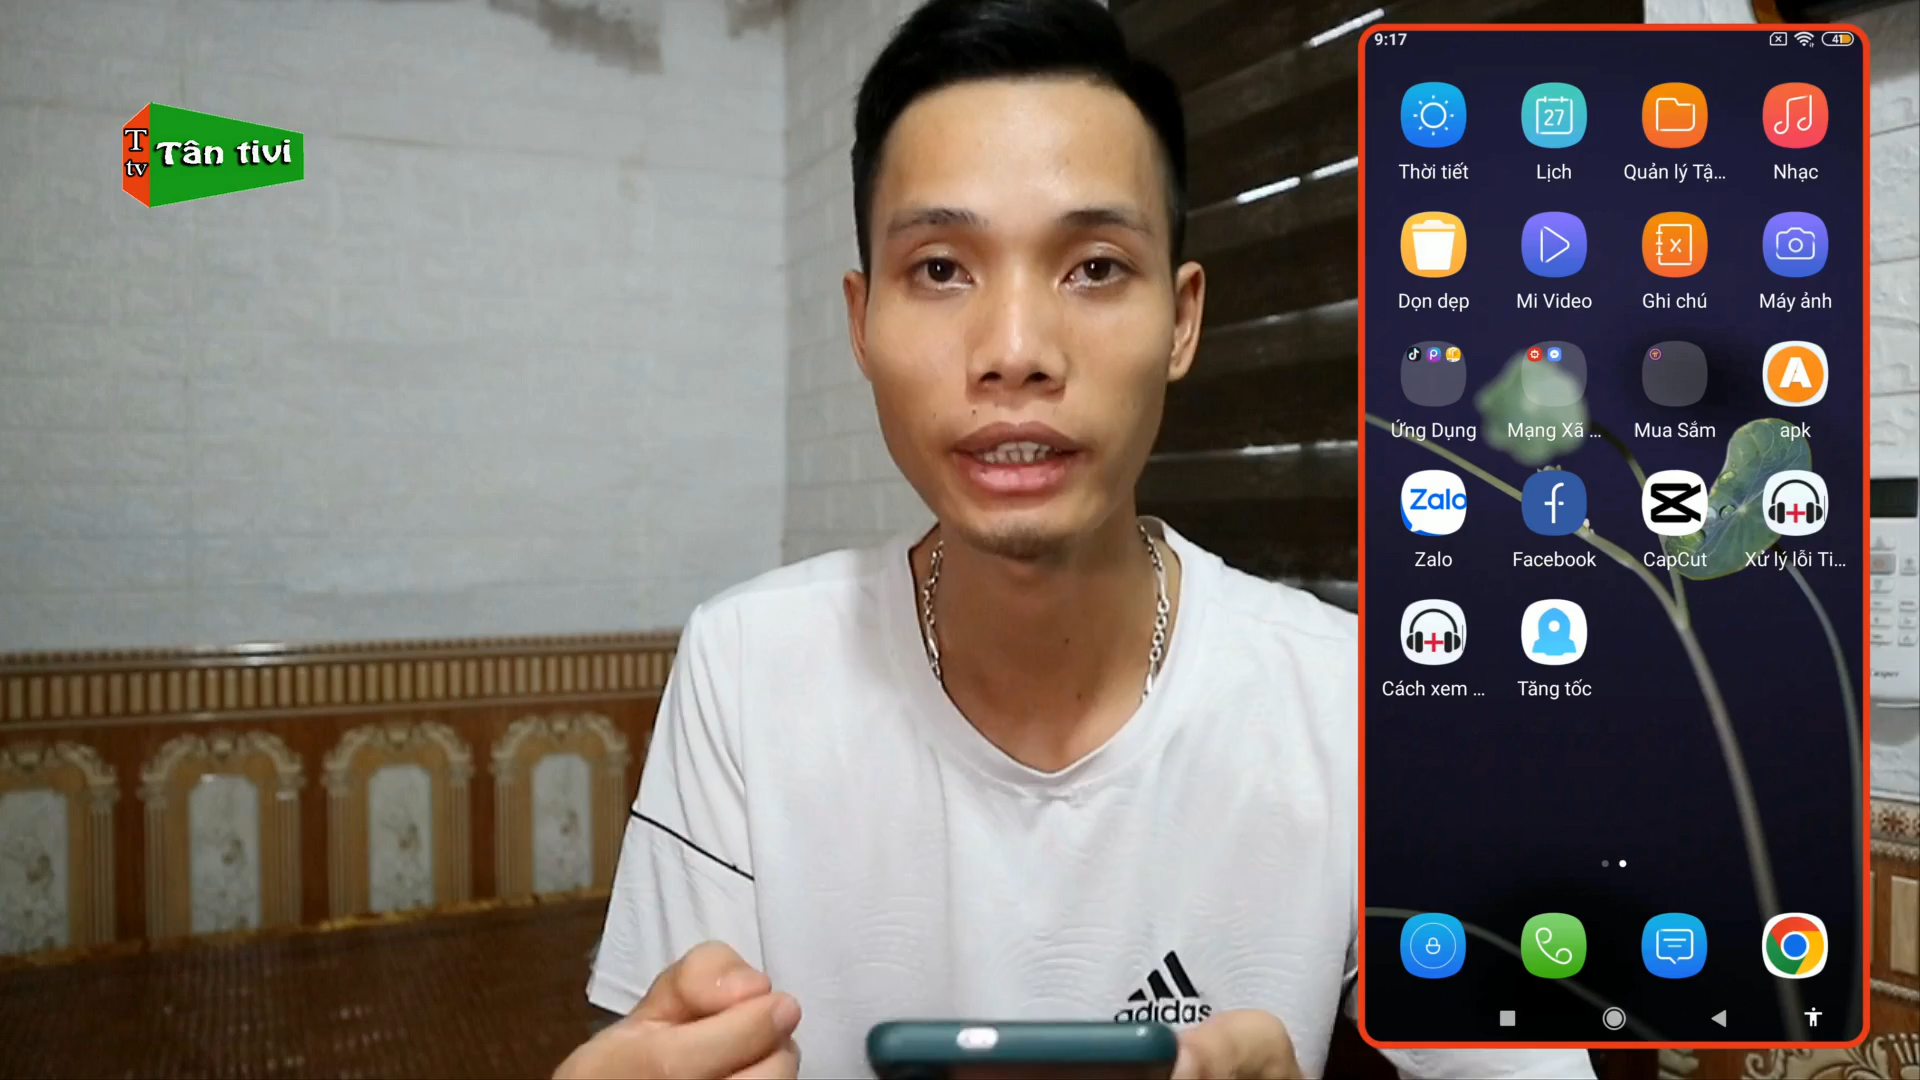 T
tv
Tân tivi
adidas
9:17
41
Thời tiết
27
Lịch
Quản lý Tậ...
Nhạc
Dọn dẹp
Mi Video
Ghi chú
Máy ảnh
Ứng Dụng
Mạng Xã ...
Mua Sắm
apk
Zalo
Zalo
Facebook
CapCut
Xử lý lỗi Ti...
Cách xem ...
Tăng tốc